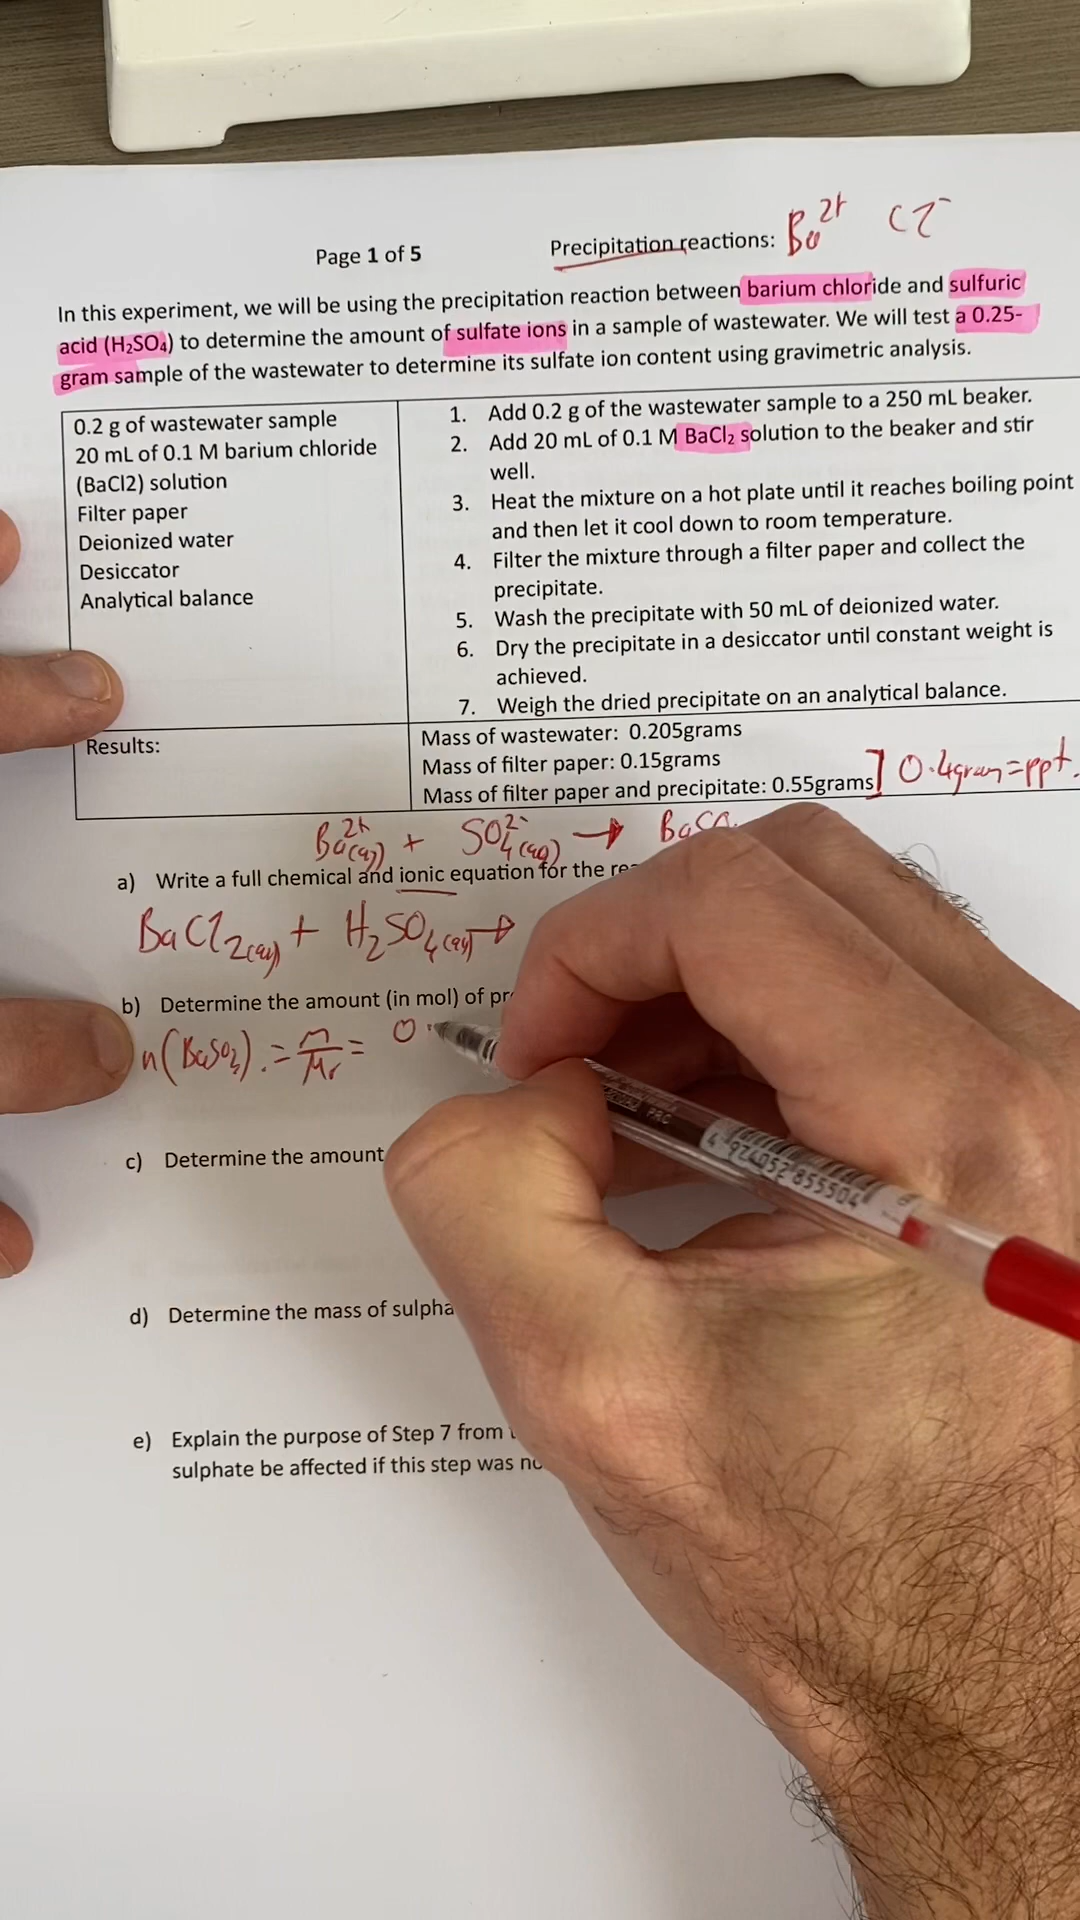 Page 1 of 5 Precipitation reactions: Ba²⁺ Cl⁻
In this experiment, we will be using the precipitation reaction between barium chloride and sulfuric
acid (H₂SO₄) to determine the amount of sulfate ions in a sample of wastewater. We will test a 0.25-
gram sample of the wastewater to determine its sulfate ion content using gravimetric analysis.
0.2 g of wastewater sample
20 mL of 0.1 M barium chloride
(BaCl2) solution
Filter paper
Deionized water
Desiccator
Analytical balance
1. Add 0.2 g of the wastewater sample to a 250 mL beaker.
2. Add 20 mL of 0.1 M BaCl₂ solution to the beaker and stir
well.
3. Heat the mixture on a hot plate until it reaches boiling point
and then let it cool down to room temperature.
4. Filter the mixture through a filter paper and collect the
precipitate.
5. Wash the precipitate with 50 mL of deionized water.
6. Dry the precipitate in a desiccator until constant weight is
achieved.
7. Weigh the dried precipitate on an analytical balance.
Results:
Mass of wastewater: 0.205grams
Mass of filter paper: 0.15grams
Mass of filter paper and precipitate: 0.55grams ] 0.4gram=ppt.
Ba²⁺(aq) + SO₄²⁻(aq) → BaSO
a) Write a full chemical and ionic equation for the re
BaCl₂(aq) + H₂SO₄(aq) →
b) Determine the amount (in mol) of pr
n(BaSO₄).= m/Mr = 0.
c) Determine the amount
d) Determine the mass of sulpha
e) Explain the purpose of Step 7 from
sulphate be affected if this step was no
PRC
4 974052 855504